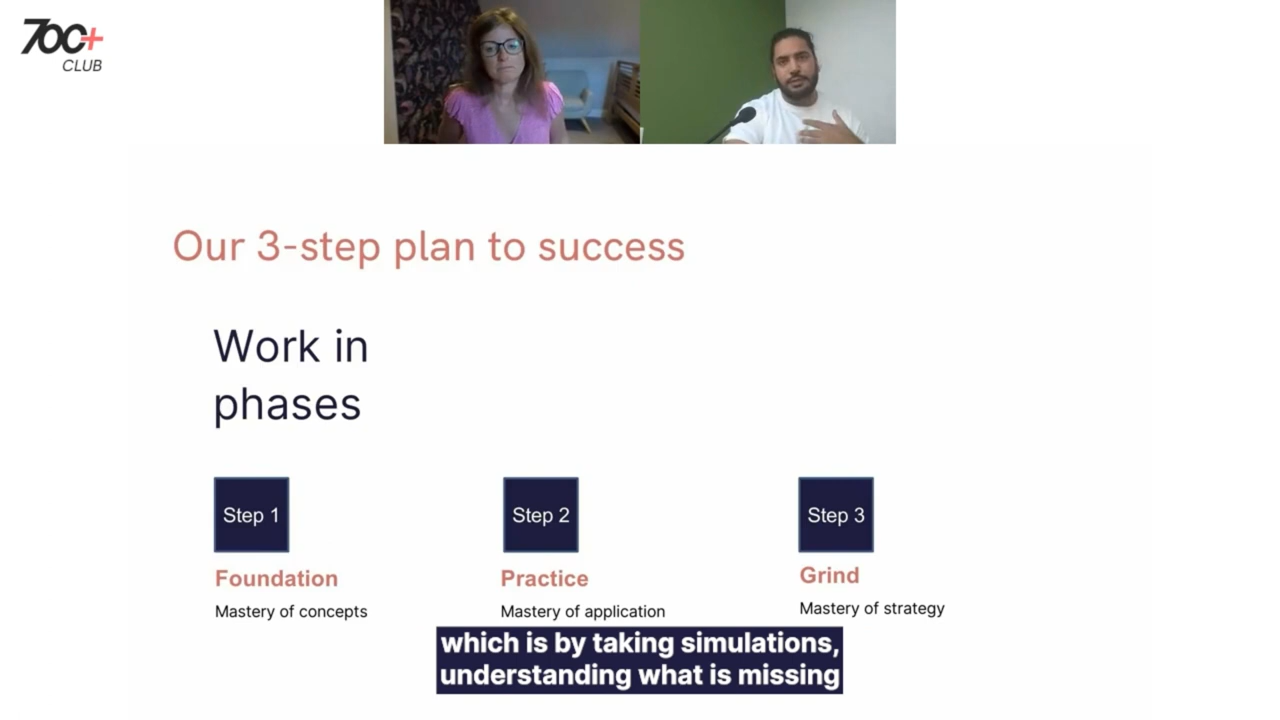 700+
CLUB
Our 3-step plan to success
Work in
phases
Step 1
Step 2
Step 3
Foundation
Practice
Grind
Mastery of concepts
Mastery of application
Mastery of strategy
which is by taking simulations,
understanding what is missing